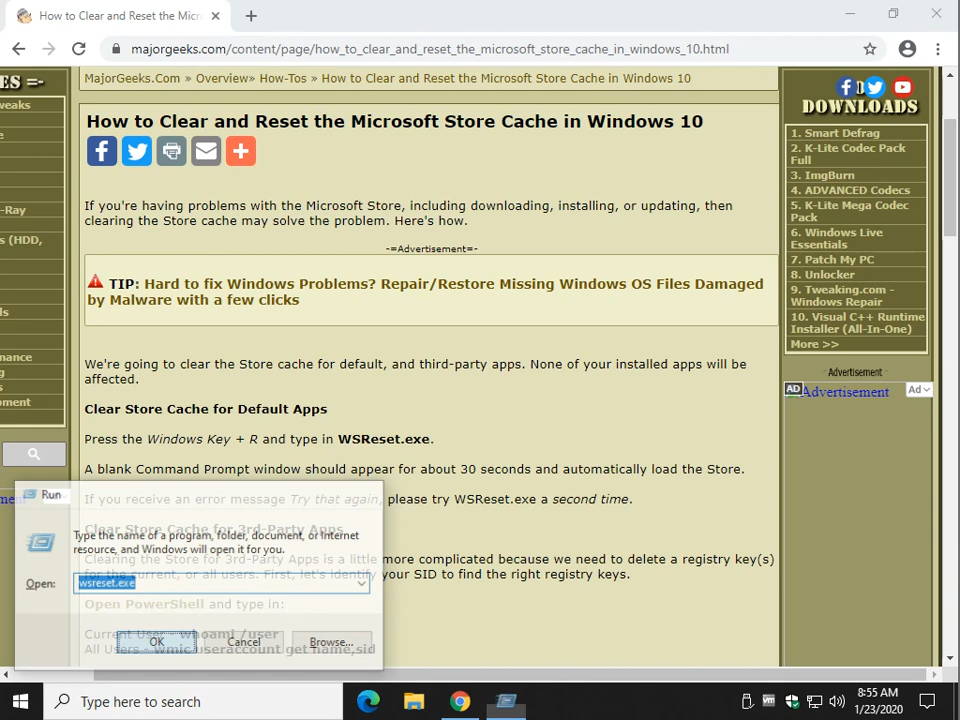 How to Clear and Reset the Micr
majorgeeks.com/content/page/how_to_clear_and_reset_the_microsoft_store_cache_in_windows_10.html
ES =-
weaks
e
-Ray
s (HDD,
ls
nance
g
s
pment
MajorGeeks.Com » Overview» How-Tos » How to Clear and Reset the Microsoft Store Cache in Windows 10
How to Clear and Reset the Microsoft Store Cache in Windows 10
If you're having problems with the Microsoft Store, including downloading, installing, or updating, then
clearing the Store cache may solve the problem. Here's how.
-=Advertisement=-
TIP: Hard to fix Windows Problems? Repair/Restore Missing Windows OS Files Damaged
by Malware with a few clicks
We're going to clear the Store cache for default, and third-party apps. None of your installed apps will be
affected.
Clear Store Cache for Default Apps
Press the Windows Key + R and type in WSReset.exe.
A blank Command Prompt window should appear for about 30 seconds and automatically load the Store.
If you receive an error message Try that again, please try WSReset.exe a second time.
Clear Store Cache for 3rd-Party Apps
Clearing the Store for 3rd-Party Apps is a little more complicated because we need to delete a registry key(s)
for the current, or all users. First, let's identify your SID to find the right registry keys.
Open PowerShell and type in:
Current User - whoami /user
All Users - wmic useraccount get name,sid
DOWNLOADS
1. Smart Defrag
2. K-Lite Codec Pack
Full
3. ImgBurn
4. ADVANCED Codecs
5. K-Lite Mega Codec
Pack
6. Windows Live
Essentials
7. Patch My PC
8. Unlocker
9. Tweaking.com -
Windows Repair
10. Visual C++ Runtime
Installer (All-In-One)
More >>
Advertisement
AD
Advertisement
Ad
Run
Type the name of a program, folder, document, or Internet
resource, and Windows will open it for you.
Open:
wsreset.exe
OK
Cancel
Browse...
Type here to search
8:55 AM
1/23/2020